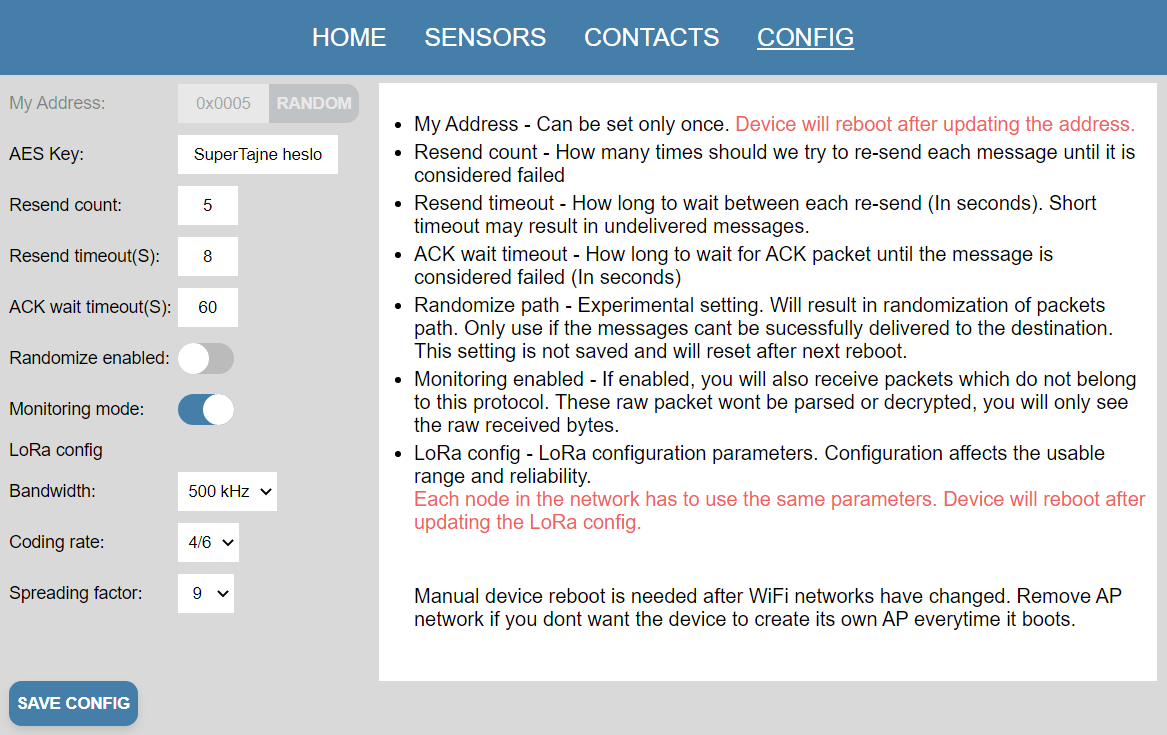 HOME SENSORS CONTACTS CONFIG
My Address: 0x0005 RANDOM
AES Key: SuperTajne heslo
Resend count: 5
Resend timeout(S): 8
ACK wait timeout(S): 60
Randomize enabled:
Monitoring mode:
LoRa config
Bandwidth: 500 kHz
Coding rate: 4/6
Spreading factor: 9
SAVE CONFIG
• My Address - Can be set only once. Device will reboot after updating the address.
• Resend count - How many times should we try to re-send each message until it is
considered failed
• Resend timeout - How long to wait between each re-send (In seconds). Short
timeout may result in undelivered messages.
• ACK wait timeout - How long to wait for ACK packet until the message is
considered failed (In seconds)
• Randomize path - Experimental setting. Will result in randomization of packets
path. Only use if the messages cant be sucessfully delivered to the destination.
This setting is not saved and will reset after next reboot.
• Monitoring enabled - If enabled, you will also receive packets which do not belong
to this protocol. These raw packet wont be parsed or decrypted, you will only see
the raw received bytes.
• LoRa config - LoRa configuration parameters. Configuration affects the usable
range and reliability.
Each node in the network has to use the same parameters. Device will reboot after
updating the LoRa config.
Manual device reboot is needed after WiFi networks have changed. Remove AP
network if you dont want the device to create its own AP everytime it boots.